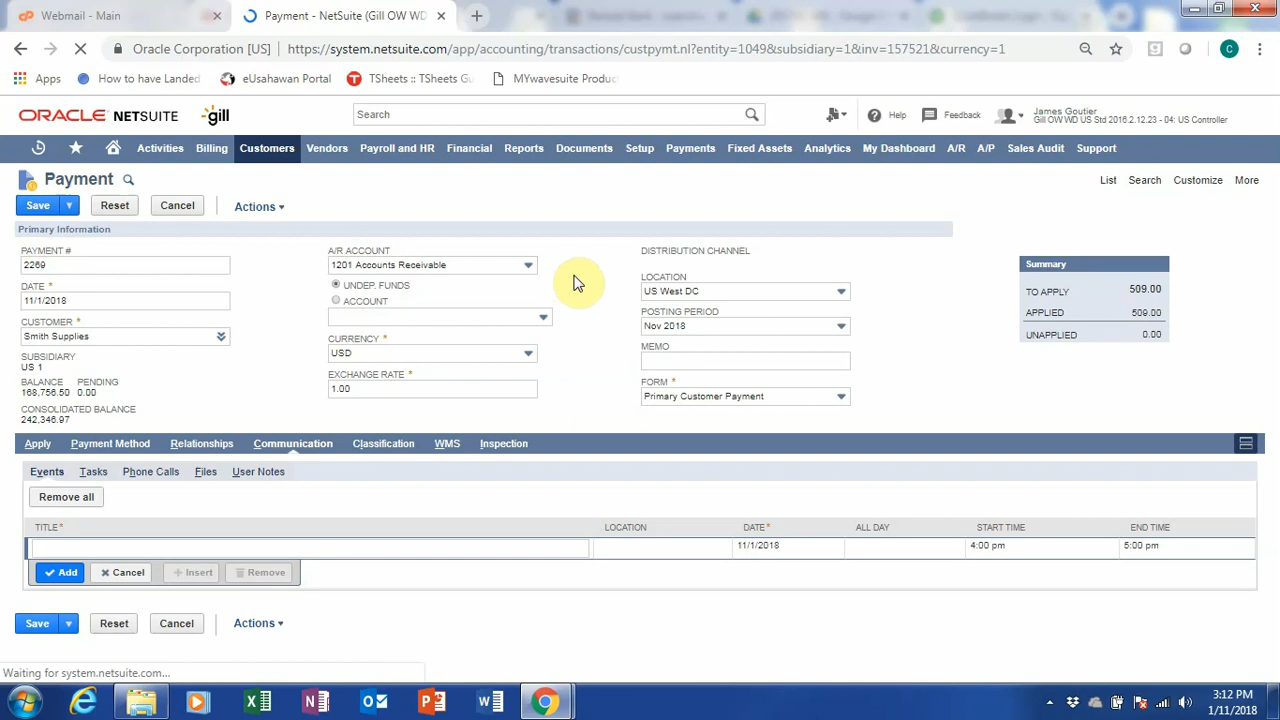 Webmail - Main
Payment - NetSuite (Gill OW WD
Oracle Corporation [US] https://system.netsuite.com/app/accounting/transactions/custpymt.nl?entity=1049&subsidiary=1&inv=157521&currency=1
C
Apps How to have Landed eUsahawan Portal TSheets :: TSheets Gu MYwavesuite Produc
ORACLE NETSUITE gill Search Help Feedback James Goutier
Gill OW WD US Std 2016.2.12.23 - 04: US Controller
Activities Billing Customers Vendors Payroll and HR Financial Reports Documents Setup Payments Fixed Assets Analytics My Dashboard A/R A/P Sales Audit Support
Payment List Search Customize More
Save Reset Cancel Actions
Primary Information
PAYMENT #
2269
DATE *
11/1/2018
CUSTOMER *
Smith Supplies
SUBSIDIARY
US 1
BALANCE PENDING
168,756.50 0.00
CONSOLIDATED BALANCE
242,346.97
A/R ACCOUNT
1201 Accounts Receivable
UNDEP. FUNDS
ACCOUNT
CURRENCY *
USD
EXCHANGE RATE *
1.00
DISTRIBUTION CHANNEL
LOCATION
US West DC
POSTING PERIOD
Nov 2018
MEMO
FORM *
Primary Customer Payment
Summary
TO APPLY 509.00
APPLIED 509.00
UNAPPLIED 0.00
Apply Payment Method Relationships Communication Classification WMS Inspection
Events Tasks Phone Calls Files User Notes
Remove all
TITLE * LOCATION DATE * ALL DAY START TIME END TIME
11/1/2018 4:00 pm 5:00 pm
Add Cancel + Insert Remove
Save Reset Cancel Actions
Waiting for system.netsuite.com...
3:12 PM
1/11/2018